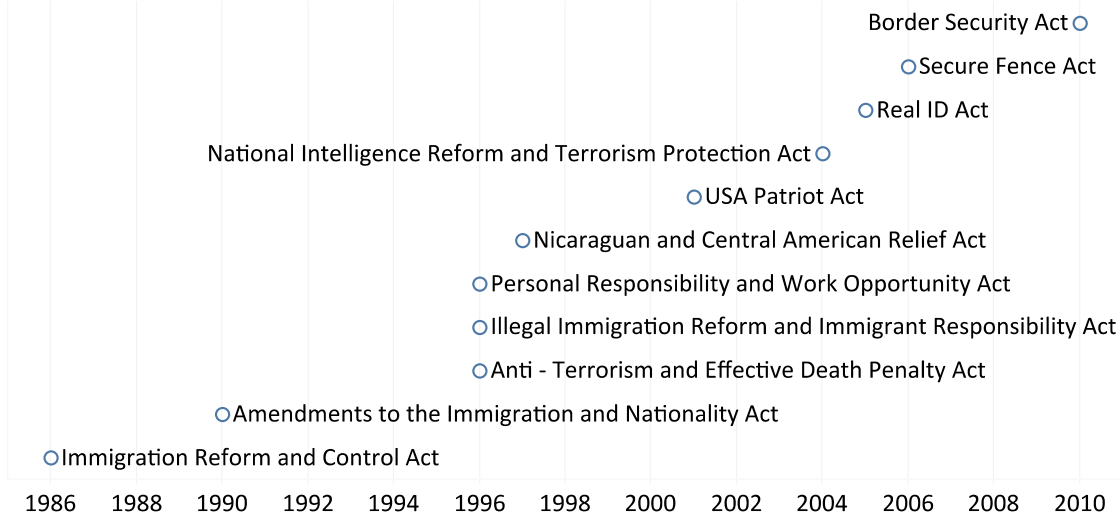 Border Security Act
Secure Fence Act
Real ID Act
National Intelligence Reform and Terrorism Protection Act
USA Patriot Act
Nicaraguan and Central American Relief Act
Personal Responsibility and Work Opportunity Act
Illegal Immigration Reform and Immigrant Responsibility Act
Anti - Terrorism and Effective Death Penalty Act
Amendments to the Immigration and Nationality Act
Immigration Reform and Control Act
1986 1988 1990 1992 1994 1996 1998 2000 2002 2004 2006 2008 2010